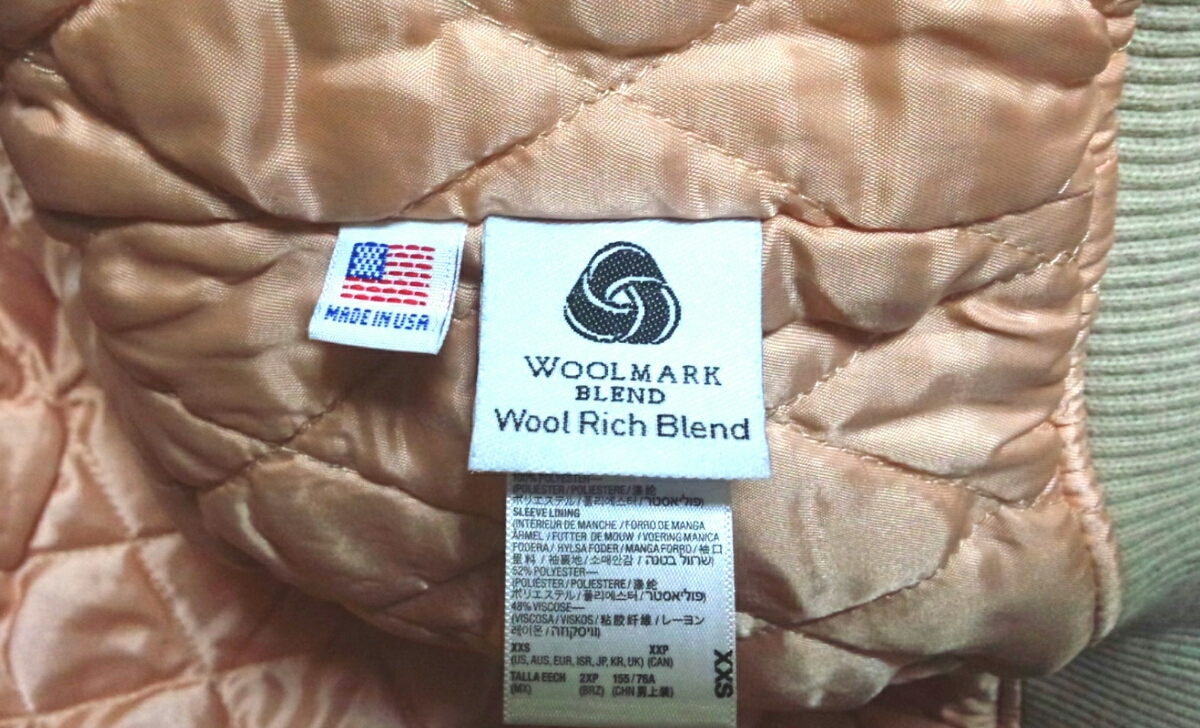 MADE IN USA
WOOLMARK
BLEND
Wool Rich Blend
100% POLYESTER—
(POLIÉSTER / POLIESTERE / 涤纶
ポリエステル / 폴리에스터 / פוליאסטר)
SLEEVE LINING
(INTÉRIEUR DE MANCHE / FORRO DE MANGA
ÄRMEL / FUTTER DE MOUW / VOERING MANICA
FODERA / HYLSA FODER / MANGA FORRO / 袖口
里料 / 袖裏地 / 소매안감 / שרוול בטנה)
52% POLYESTER—
(POLIÉSTER / POLIESTERE / 涤纶
ポリエステル / 폴리에스터 / פוליאסטר)
48% VISCOSE—
(VISCOSA / VISKOS / 粘胶纤维 / レーヨン
레이온 / וויסקוזה)
XXS XXP
(US, AUS, EUR, ISR, JP, KR, UK) (CAN)
TALLA EECH 2XP 155 / 76A
(MX) (BRZ) (CHN 男上装)
XXS